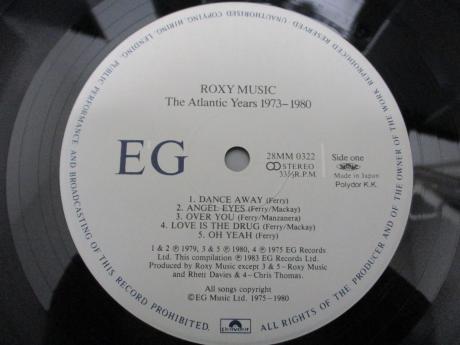 UNAUTHORISED COPYING, HIRING, LENDING, PUBLIC PERFORMANCE AND BROADCASTING OF THIS RECORD PROHIBITED. ALL RIGHTS OF THE PRODUCER AND OF THE OWNER OF THE WORK REPRODUCED RESERVED.
ROXY MUSIC
The Atlantic Years 1973–1980
EG
28MM 0322
STEREO
33⅓R.P.M.
Side one
Made in Japan
Polydor K.K.
1. DANCE AWAY (Ferry)
2. ANGEL EYES (Ferry/Mackay)
3. OVER YOU (Ferry/Manzanera)
4. LOVE IS THE DRUG (Ferry/Mackay)
5. OH YEAH (Ferry)
1 & 2 ℗ 1979, 3 & 5 ℗ 1980, 4 ℗ 1975 EG Records
Ltd. This compilation ℗ 1983 EG Records Ltd.
Produced by Roxy Music except 3 & 5–Roxy Music
and Rhett Davies & 4–Chris Thomas.
All songs copyright
©EG Music Ltd. 1975–1980
polydor